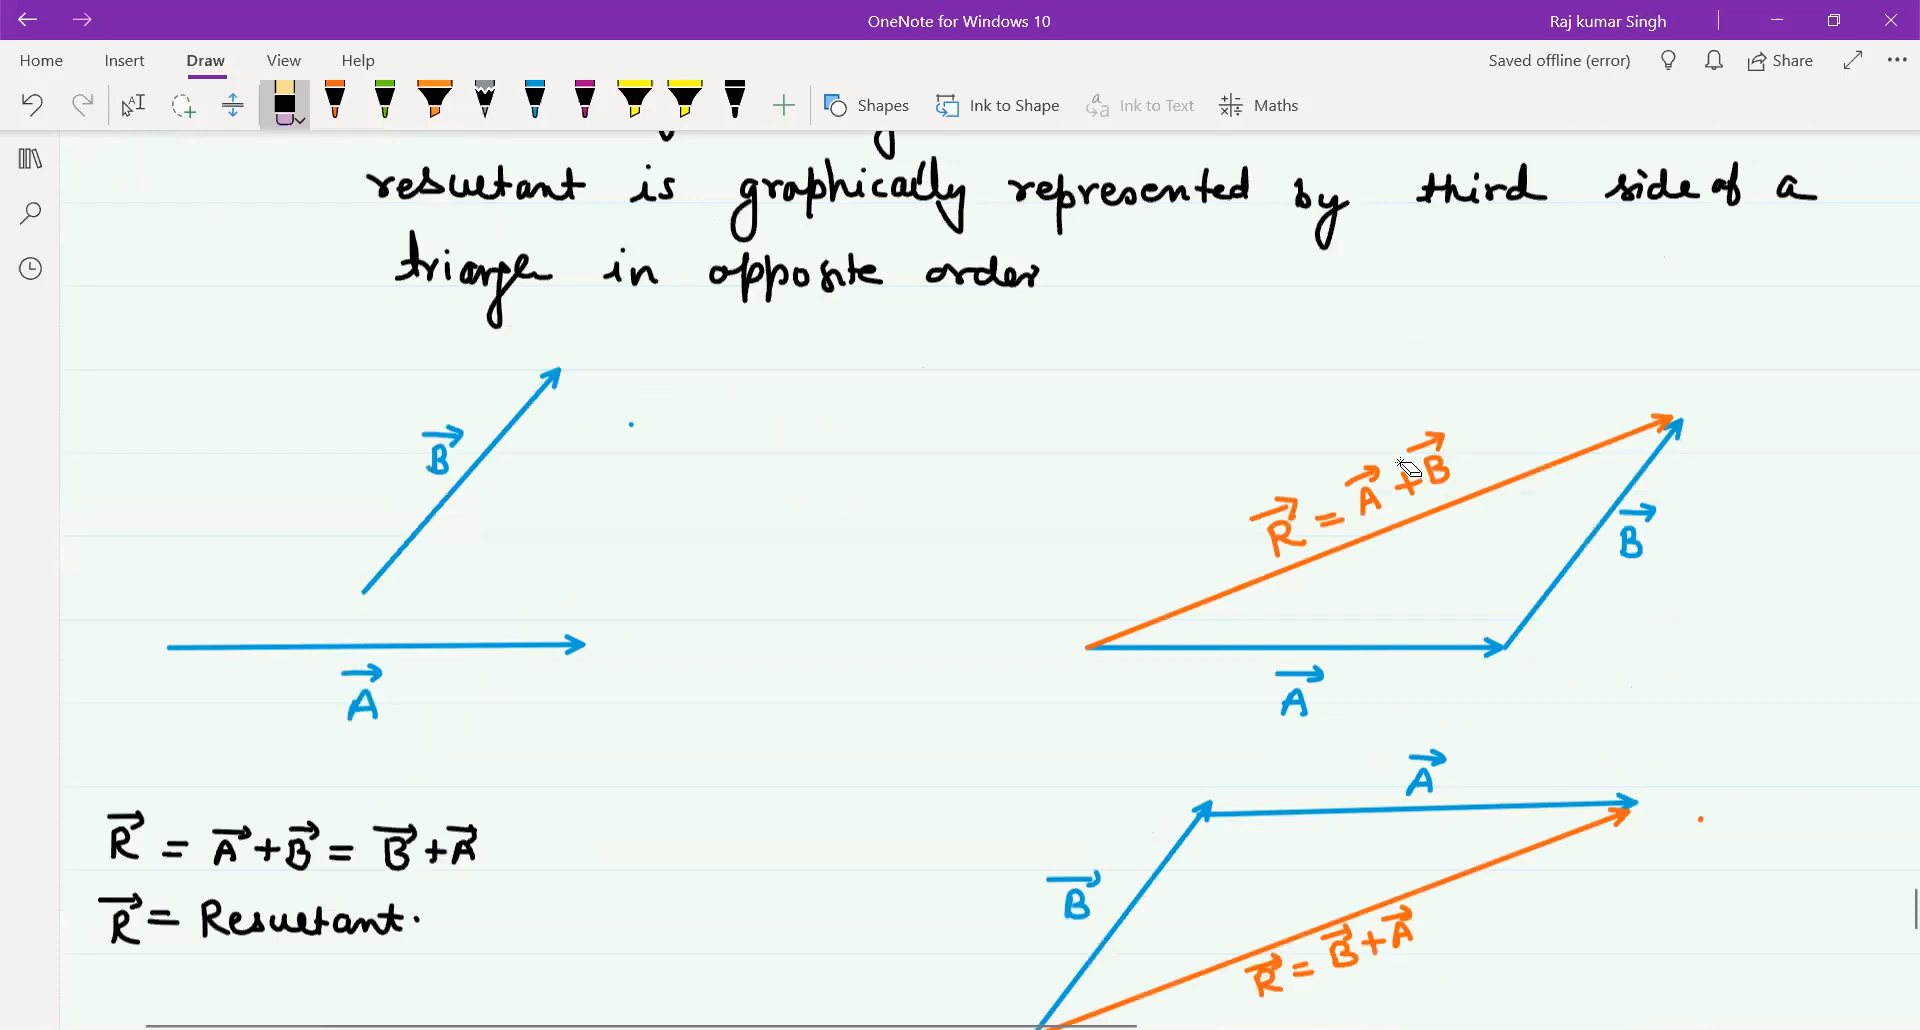 OneNote for Windows 10
Raj kumar Singh
Home Insert Draw View Help
Saved offline (error) Share
Shapes Ink to Shape Ink to Text Maths
resultant is graphically represented by third side of a
triangle in opposite order
B
A
R = A + B
B
A
A
B
R = B + A
R = A + B = B + A
R = Resultant.